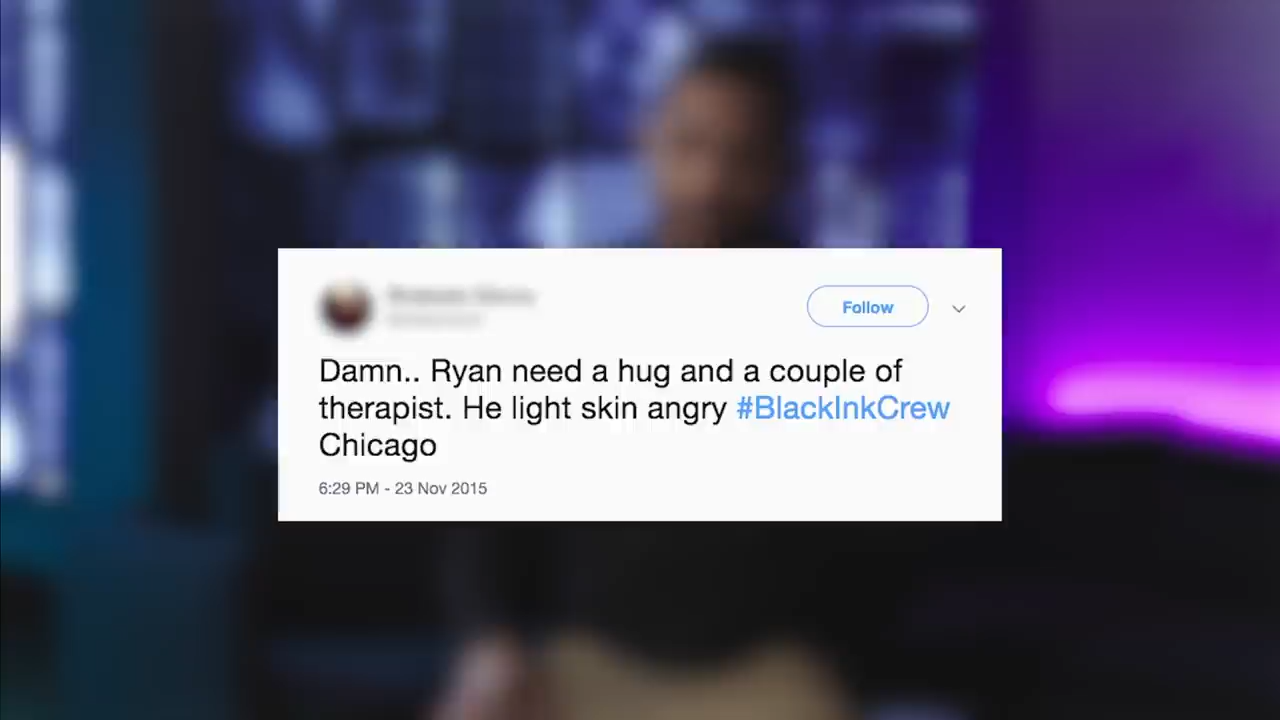 Follow
Damn.. Ryan need a hug and a couple of
therapist. He light skin angry #BlackInkCrew
Chicago
6:29 PM - 23 Nov 2015